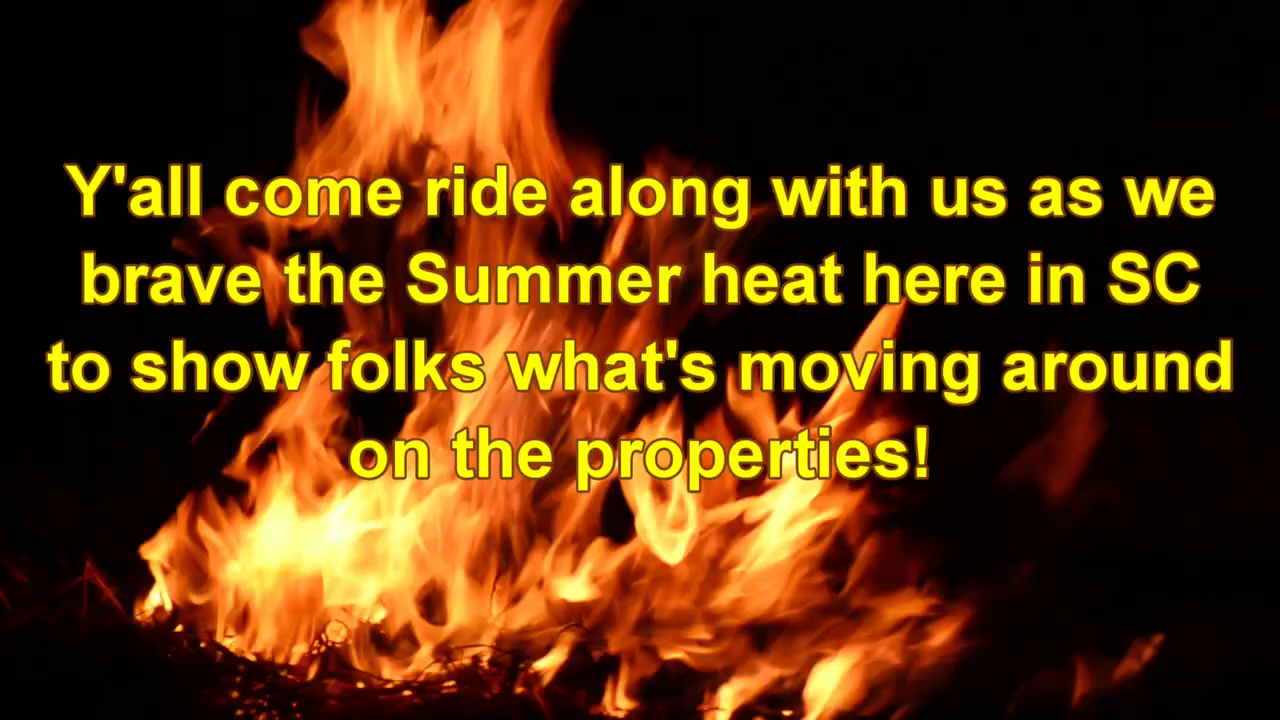 Y'all come ride along with us as we
brave the Summer heat here in SC
to show folks what's moving around
on the properties!